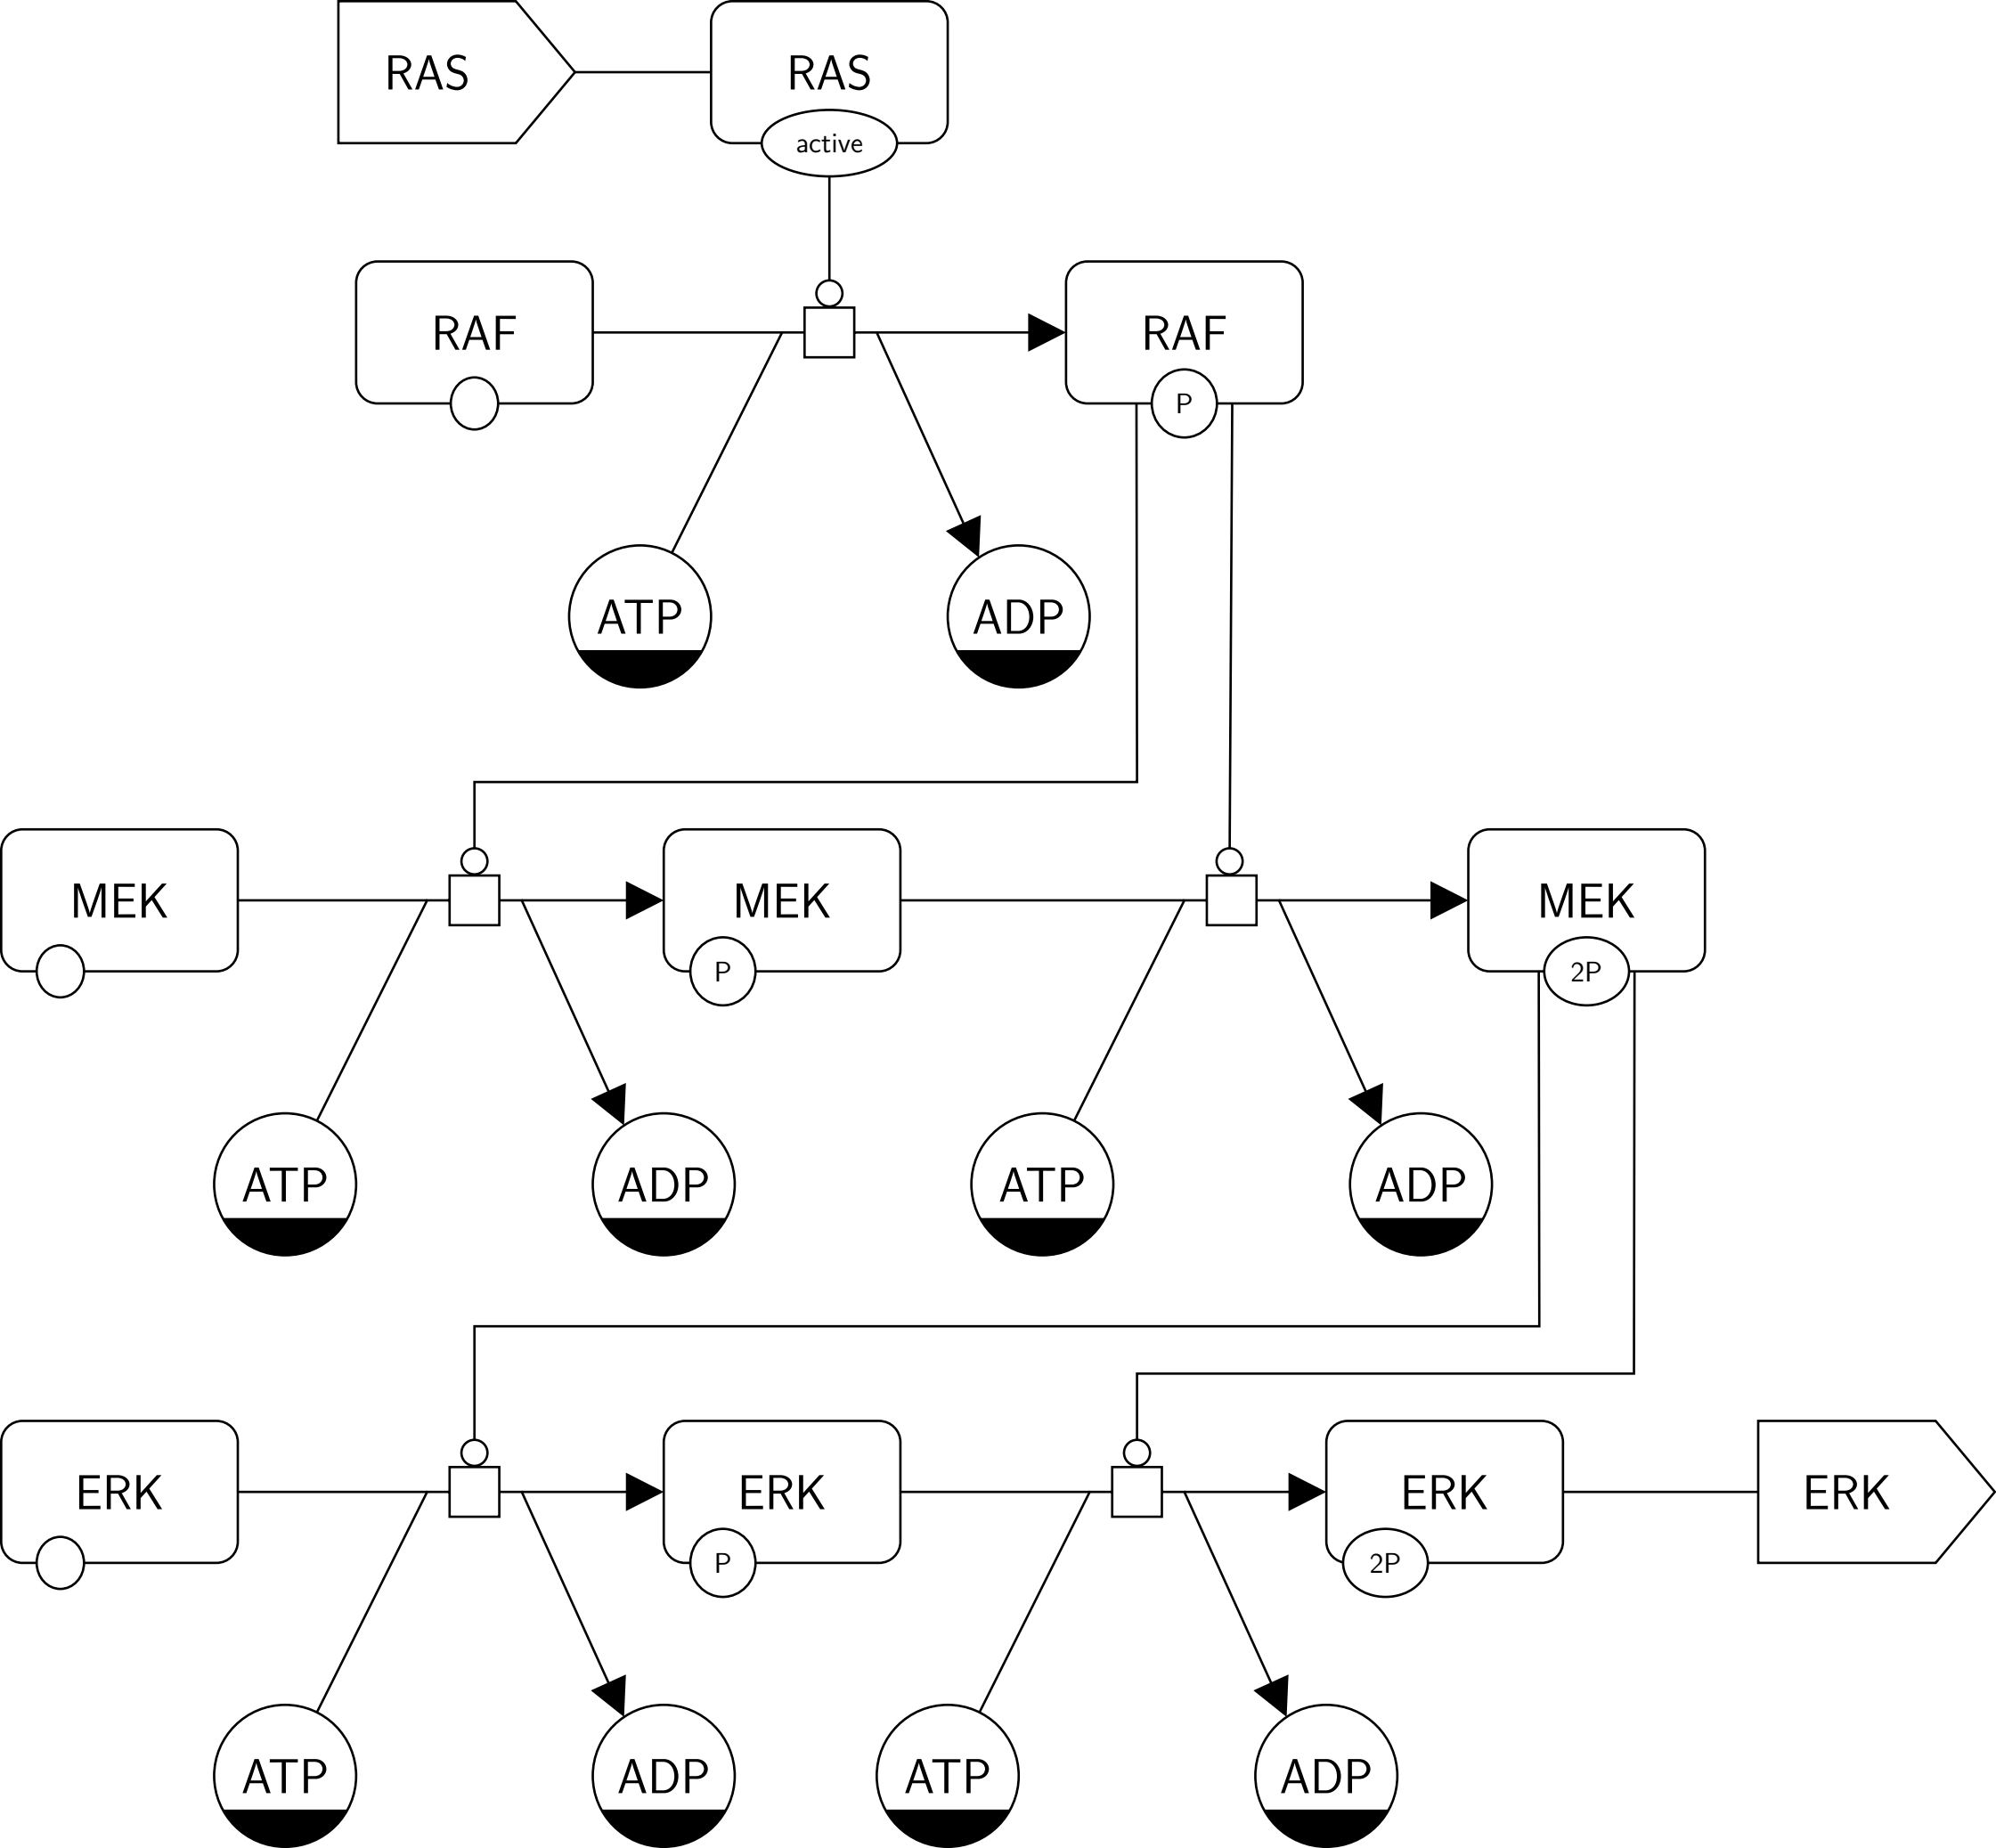 RAS
RAS
active
RAF
RAF
P
ATP
ADP
MEK
MEK
MEK
P
2P
ATP
ADP
ATP
ADP
ERK
ERK
ERK
ERK
P
2P
ATP
ADP
ATP
ADP